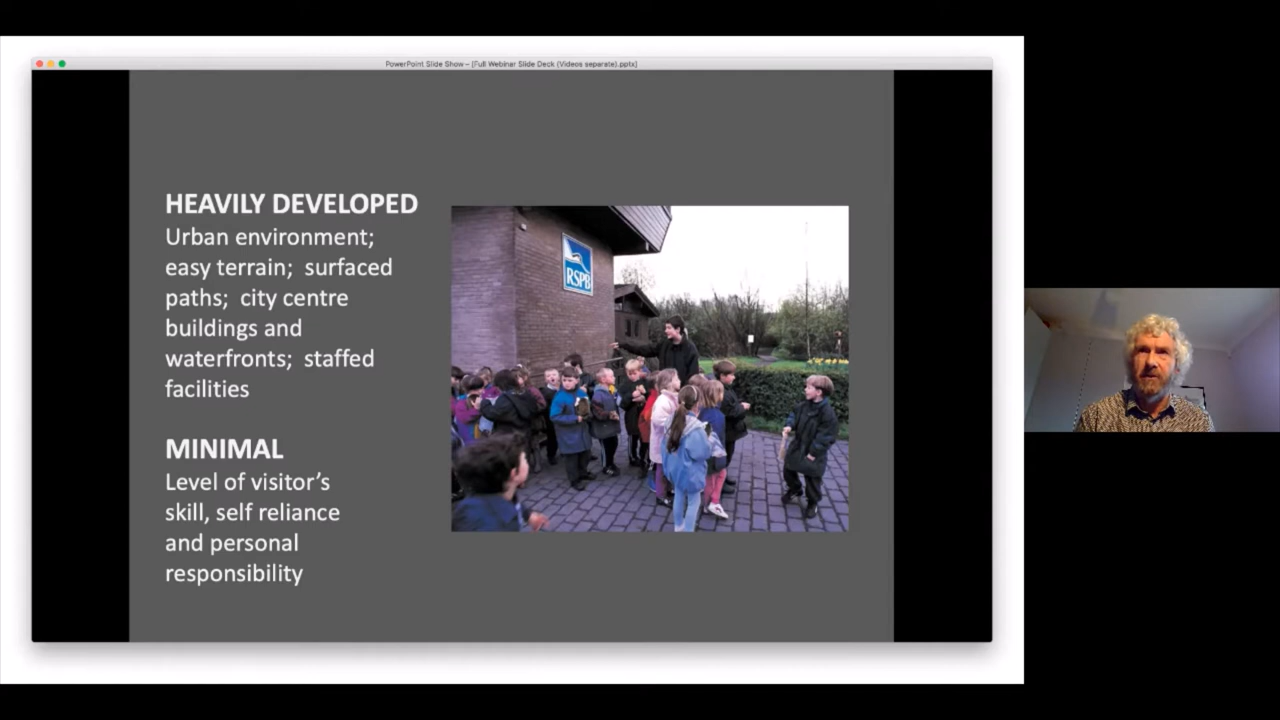 PowerPoint Slide Show – [Full Webinar Slide Deck (Videos separate).pptx]
HEAVILY DEVELOPED
Urban environment;
easy terrain;  surfaced
paths;  city centre
buildings and
waterfronts;  staffed
facilities
MINIMAL
Level of visitor’s
skill, self reliance
and personal
responsibility
RSPB